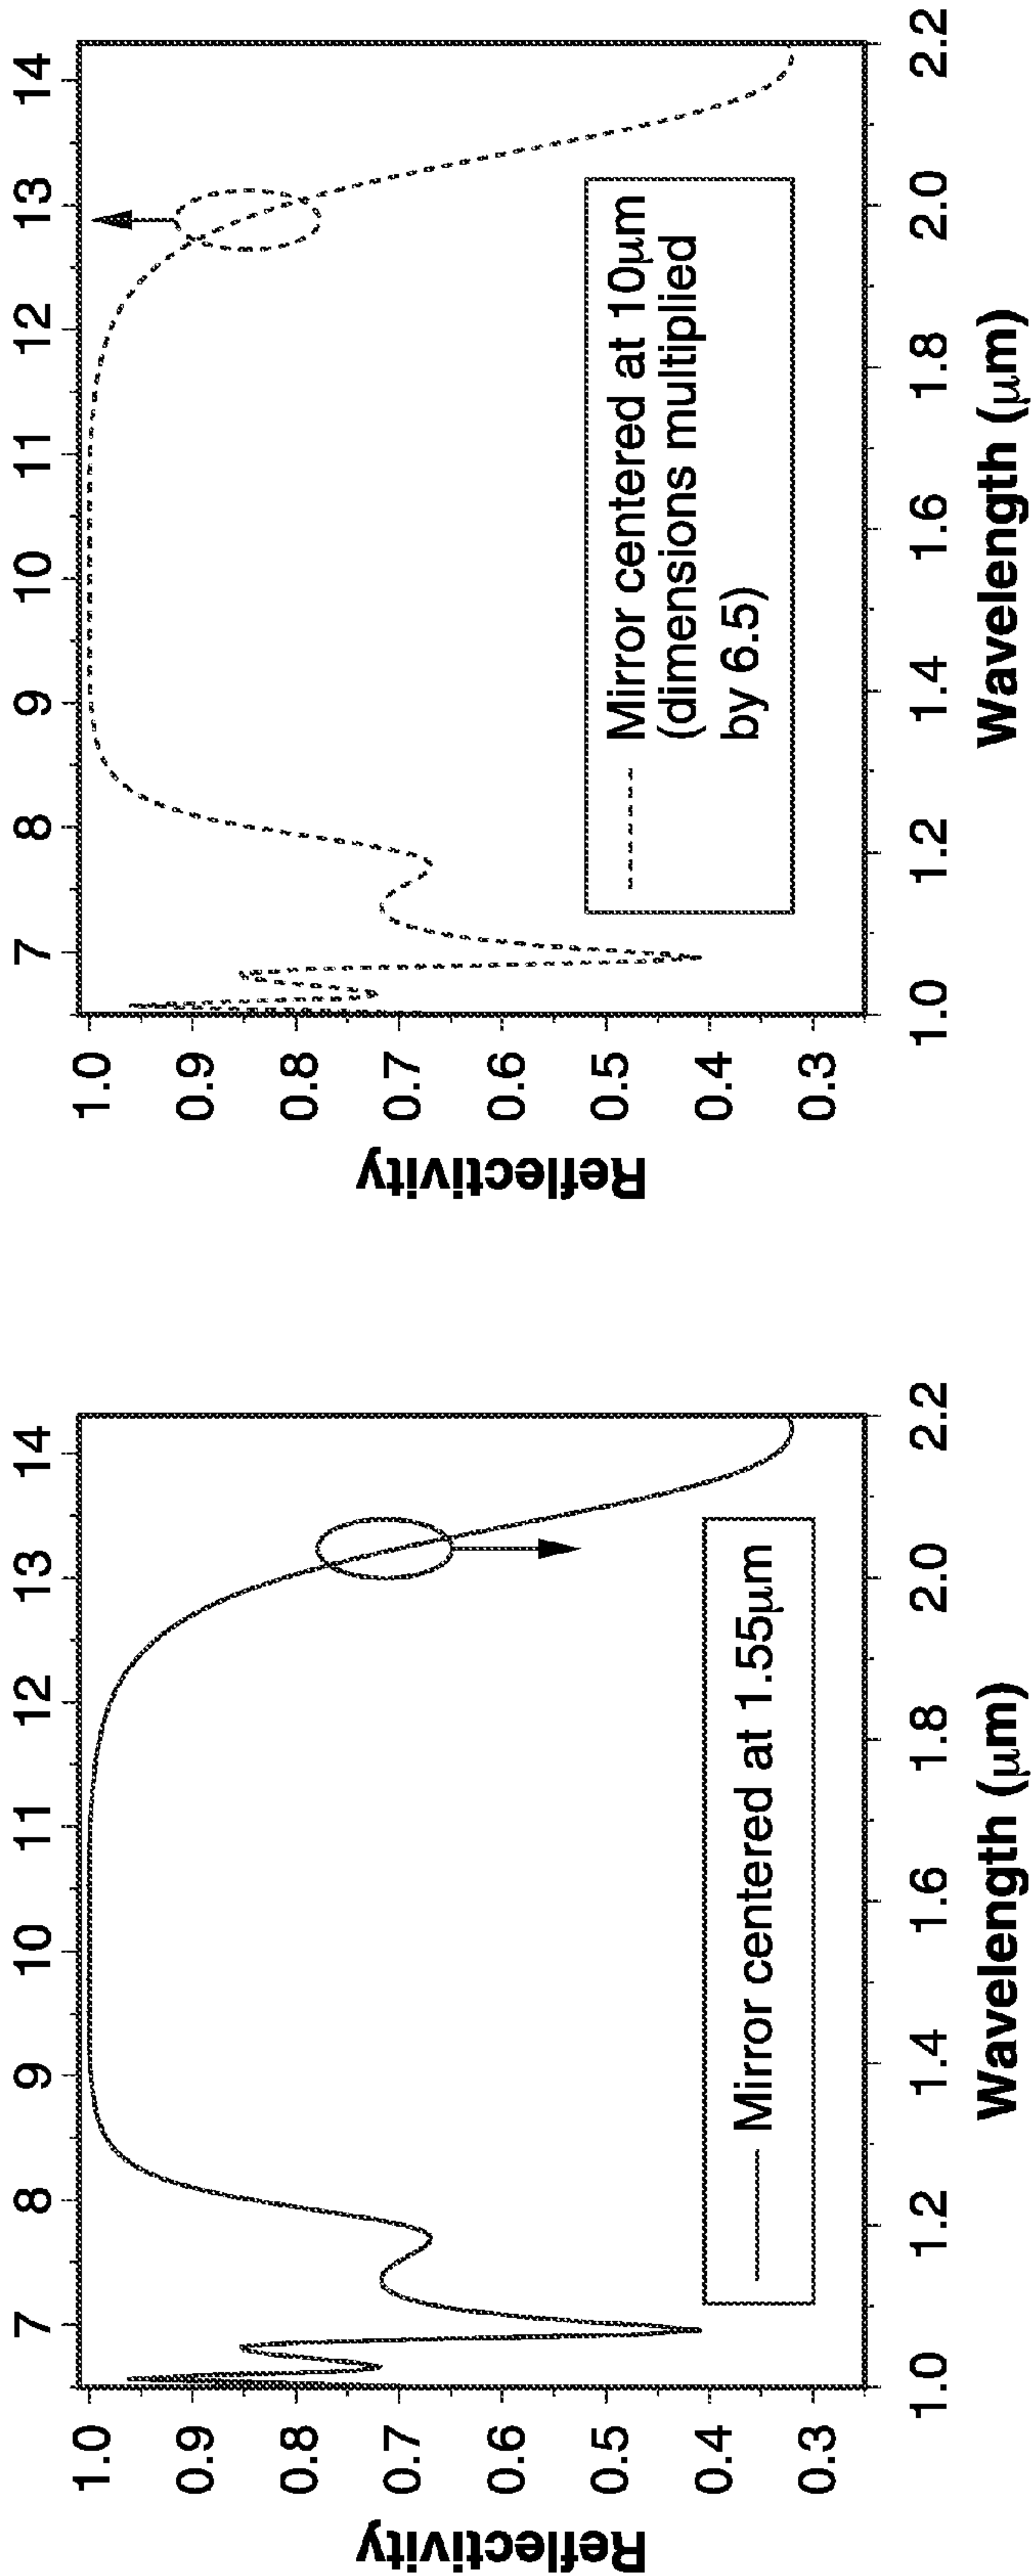 7 8 9 10 11 12 13 14
1.0
0.9
0.8
0.7
0.6
0.5
0.4
0.3
Reflectivity
Mirror centered at 1.55μm
1.0 1.2 1.4 1.6 1.8 2.0 2.2
Wavelength (μm)
7 8 9 10 11 12 13 14
1.0
0.9
0.8
0.7
0.6
0.5
0.4
0.3
Reflectivity
Mirror centered at 10μm
(dimensions multiplied
by 6.5)
1.0 1.2 1.4 1.6 1.8 2.0 2.2
Wavelength (μm)